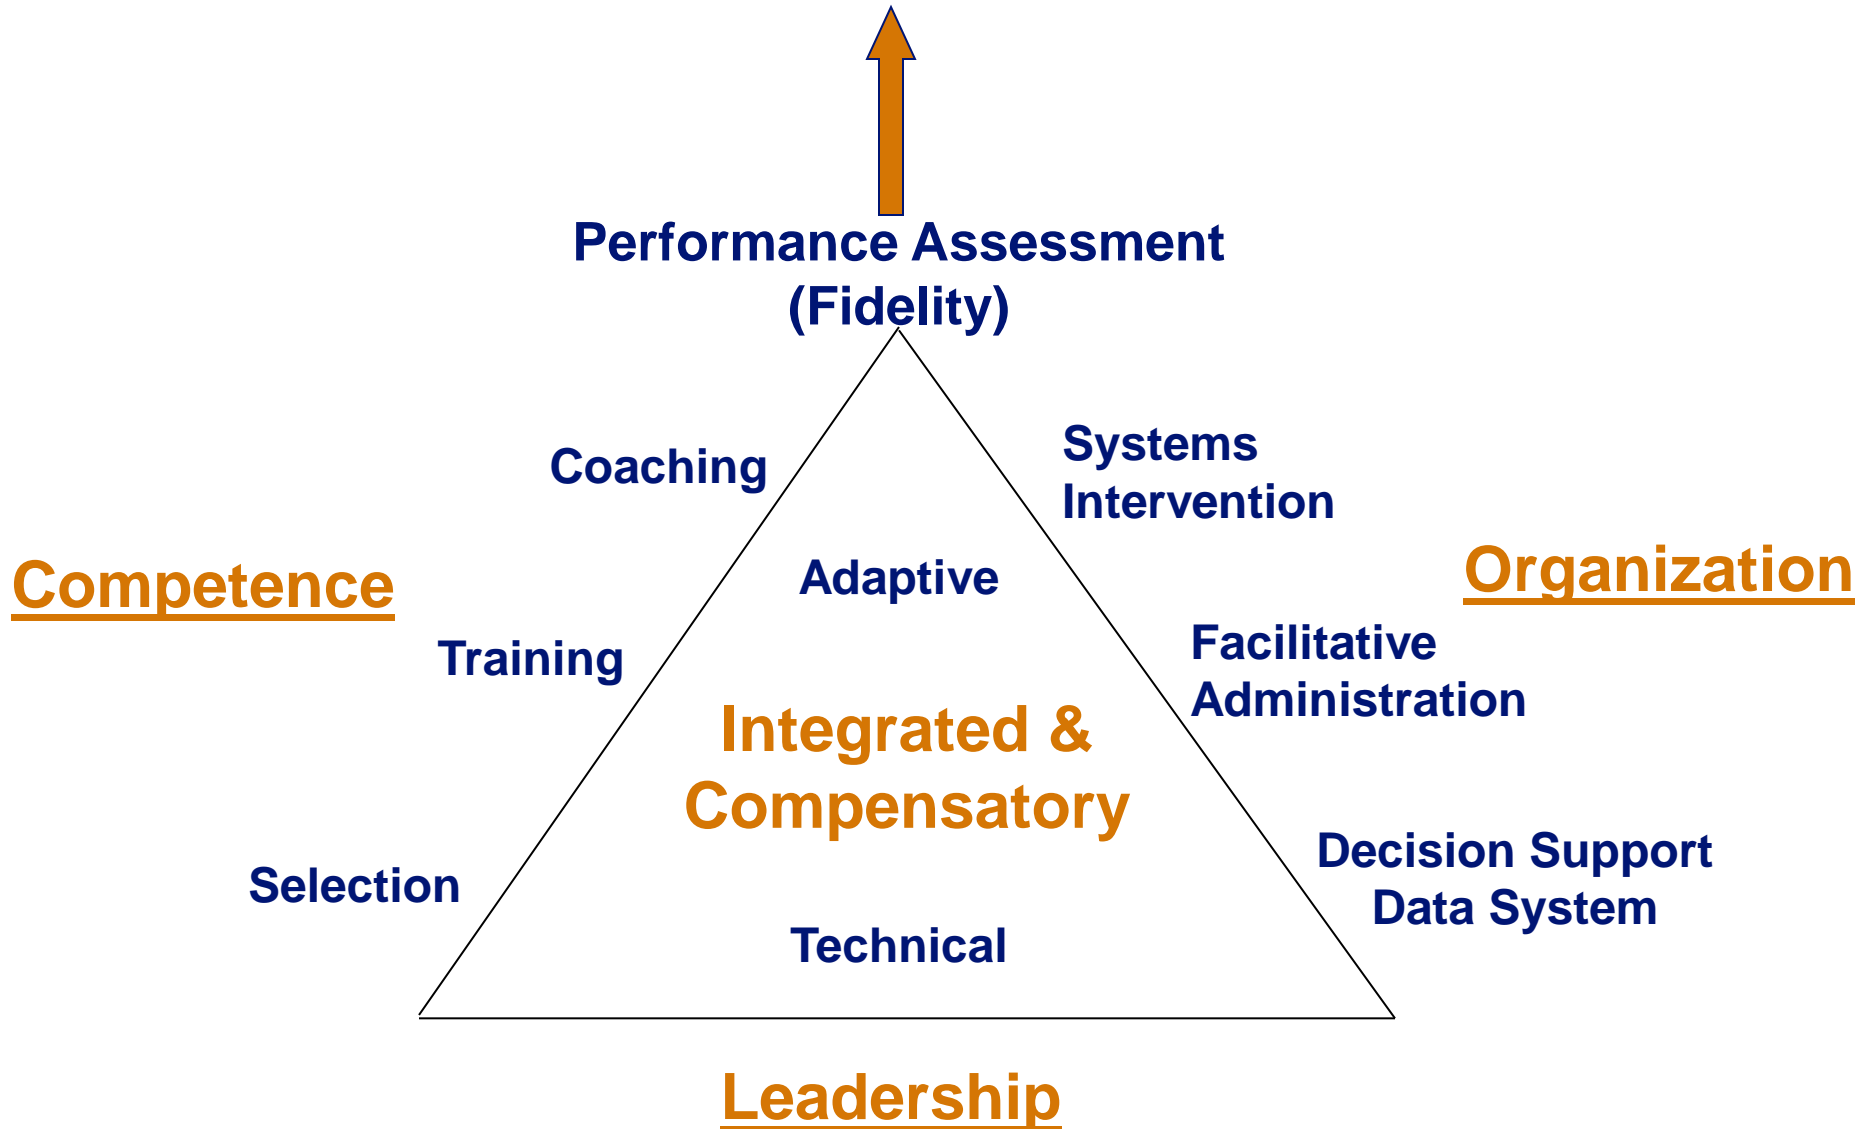 Performance Assessment
(Fidelity)
Coaching
Systems
Intervention
Adaptive
Competence
Organization
Training
Facilitative
Administration
Integrated &
Compensatory
Selection
Decision Support
Data System
Technical
Leadership